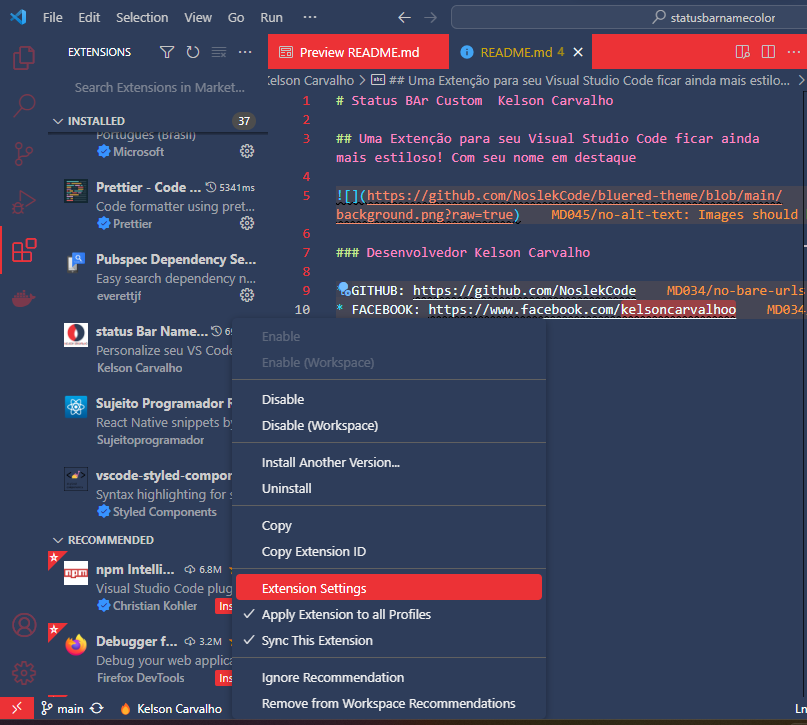 File Edit Selection View Go Run ··· statusbarnamecolor
EXTENSIONS
Search Extensions in Market...
INSTALLED 37
Português (Brasil)
Microsoft
Prettier - Code ... 5341ms
Code formatter using pret...
Prettier
Pubspec Dependency Se...
Easy search dependency n...
everettjf
status Bar Name...
Personalize seu VS Code
Kelson Carvalho
Sujeito Programador
React Native snippets by
Sujeitoprogramador
vscode-styled-compon
Syntax highlighting for s
Styled Components
RECOMMENDED
npm Intelli... 6.8M
npm
Visual Studio Code plug
Christian Kohler Ins
Debugger f... 3.2M
Debug your web applica
Firefox DevTools Ins
Preview README.md README.md 4
Kelson Carvalho > ## Uma Extenção para seu Visual Studio Code ficar ainda mais estilo...
1 # Status BAr Custom Kelson Carvalho
2
3 ## Uma Extenção para seu Visual Studio Code ficar ainda
mais estiloso! Com seu nome em destaque
4
5 ![](https://github.com/NoslekCode/bluered-theme/blob/main/
background.png?raw=true) MD045/no-alt-text: Images should
6
7 ### Desenvolvedor Kelson Carvalho
8
9 GITHUB: https://github.com/NoslekCode MD034/no-bare-urls
10 * FACEBOOK: https://www.facebook.com/kelsoncarvalhoo MD034
Enable
Enable (Workspace)
Disable
Disable (Workspace)
Install Another Version...
Uninstall
Copy
Copy Extension ID
Extension Settings
Apply Extension to all Profiles
Sync This Extension
Ignore Recommendation
Remove from Workspace Recommendations
main Kelson Carvalho Ln